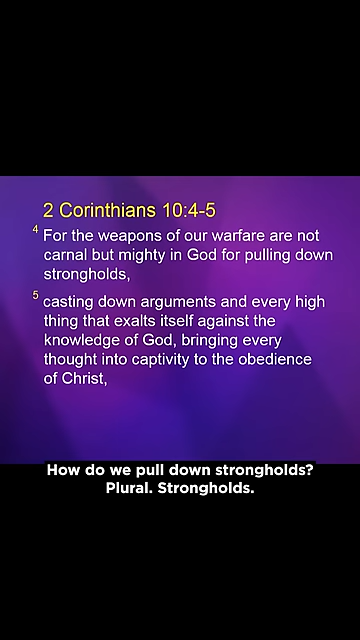 2 Corinthians 10:4-5
4 For the weapons of our warfare are not
carnal but mighty in God for pulling down
strongholds,
5 casting down arguments and every high
thing that exalts itself against the
knowledge of God, bringing every
thought into captivity to the obedience
of Christ,
How do we pull down strongholds?
Plural. Strongholds.